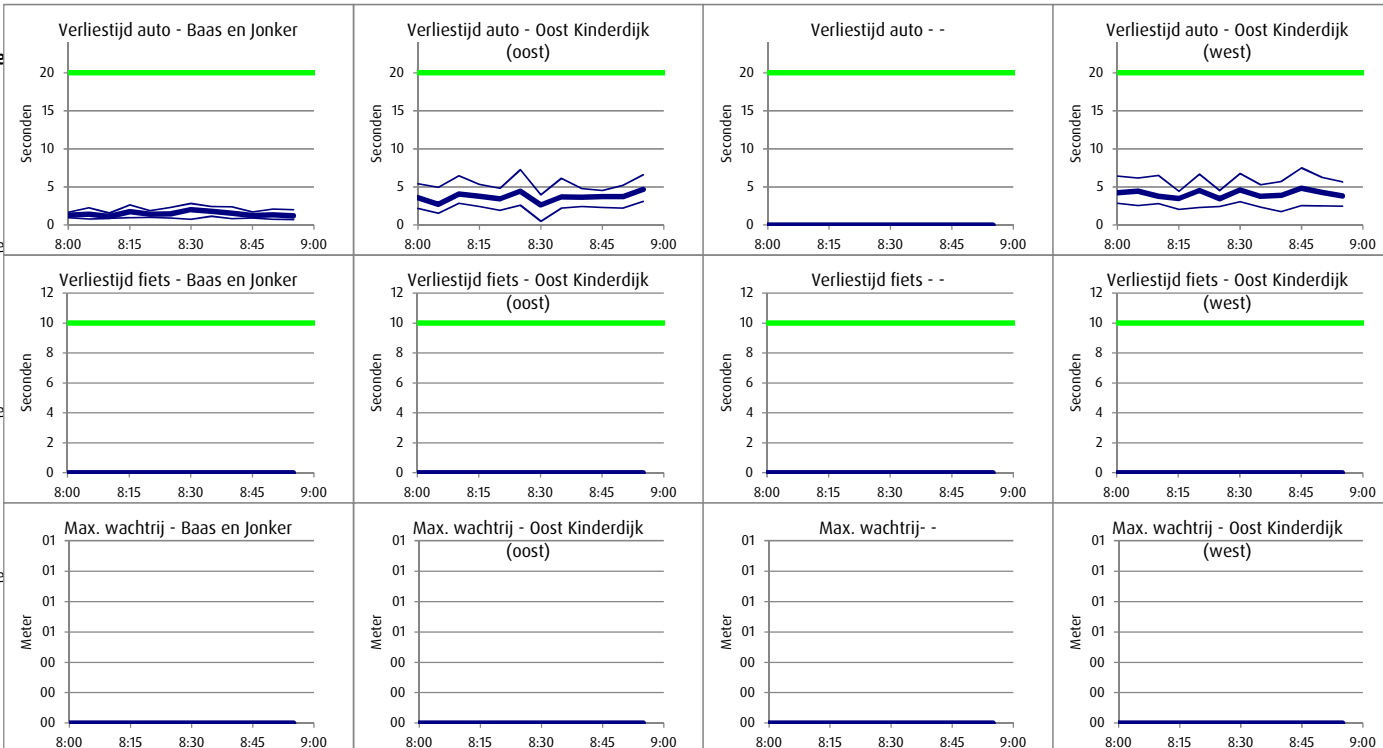 Verliestijd auto - Baas en Jonker
20
15
10
5
0
Seconden
8:00 8:15 8:30 8:45 9:00
Verliestijd auto - Oost Kinderdijk
(oost)
20
15
10
5
0
Seconden
8:00 8:15 8:30 8:45 9:00
Verliestijd auto - -
20
15
10
5
0
Seconden
8:00 8:15 8:30 8:45 9:00
Verliestijd auto - Oost Kinderdijk
(west)
20
15
10
5
0
Seconden
8:00 8:15 8:30 8:45 9:00
Verliestijd fiets - Baas en Jonker
12
10
8
6
4
2
0
Seconden
8:00 8:15 8:30 8:45 9:00
Verliestijd fiets - Oost Kinderdijk
(oost)
12
10
8
6
4
2
0
Seconden
8:00 8:15 8:30 8:45 9:00
Verliestijd fiets - -
12
10
8
6
4
2
0
Seconden
8:00 8:15 8:30 8:45 9:00
Verliestijd fiets - Oost Kinderdijk
(west)
12
10
8
6
4
2
0
Seconden
8:00 8:15 8:30 8:45 9:00
Max. wachtrij - Baas en Jonker
01
01
01
01
00
00
00
Meter
8:00 8:15 8:30 8:45 9:00
Max. wachtrij - Oost Kinderdijk
(oost)
01
01
01
01
00
00
00
Meter
8:00 8:15 8:30 8:45 9:00
Max. wachtrij- -
01
01
01
01
00
00
00
Meter
8:00 8:15 8:30 8:45 9:00
Max. wachtrij - Oost Kinderdijk
(west)
01
01
01
01
00
00
00
Meter
8:00 8:15 8:30 8:45 9:00